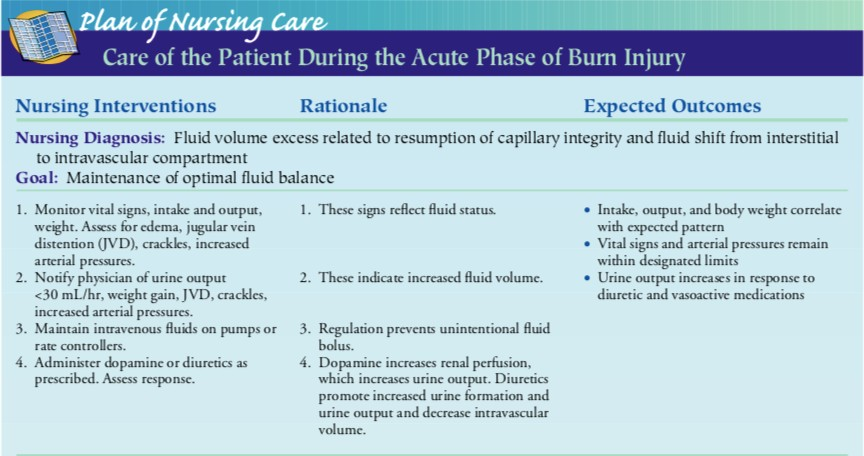 Plan of Nursing Care
Care of the Patient During the Acute Phase of Burn Injury
Nursing Interventions
Rationale
Expected Outcomes
Nursing Diagnosis: Fluid volume excess related to resumption of capillary integrity and fluid shift from interstitial
to intravascular compartment
Goal: Maintenance of optimal fluid balance
1. Monitor vital signs, intake and output,
weight. Assess for edema, jugular vein
distention (JVD), crackles, increased
arterial pressures.
2. Notify physician of urine output
<30 mL/hr, weight gain, JVD, crackles,
increased arterial pressures.
3. Maintain intravenous fluids on pumps or
rate controllers.
4. Administer dopamine or diuretics as
prescribed. Assess response.
1. These signs reflect fluid status.
2. These indicate increased fluid volume.
3. Regulation prevents unintentional fluid
bolus.
4. Dopamine increases renal perfusion,
which increases urine output. Diuretics
promote increased urine formation and
urine output and decrease intravascular
volume.
• Intake, output, and body weight correlate
with expected pattern
• Vital signs and arterial pressures remain
within designated limits
• Urine output increases in response to
diuretic and vasoactive medications